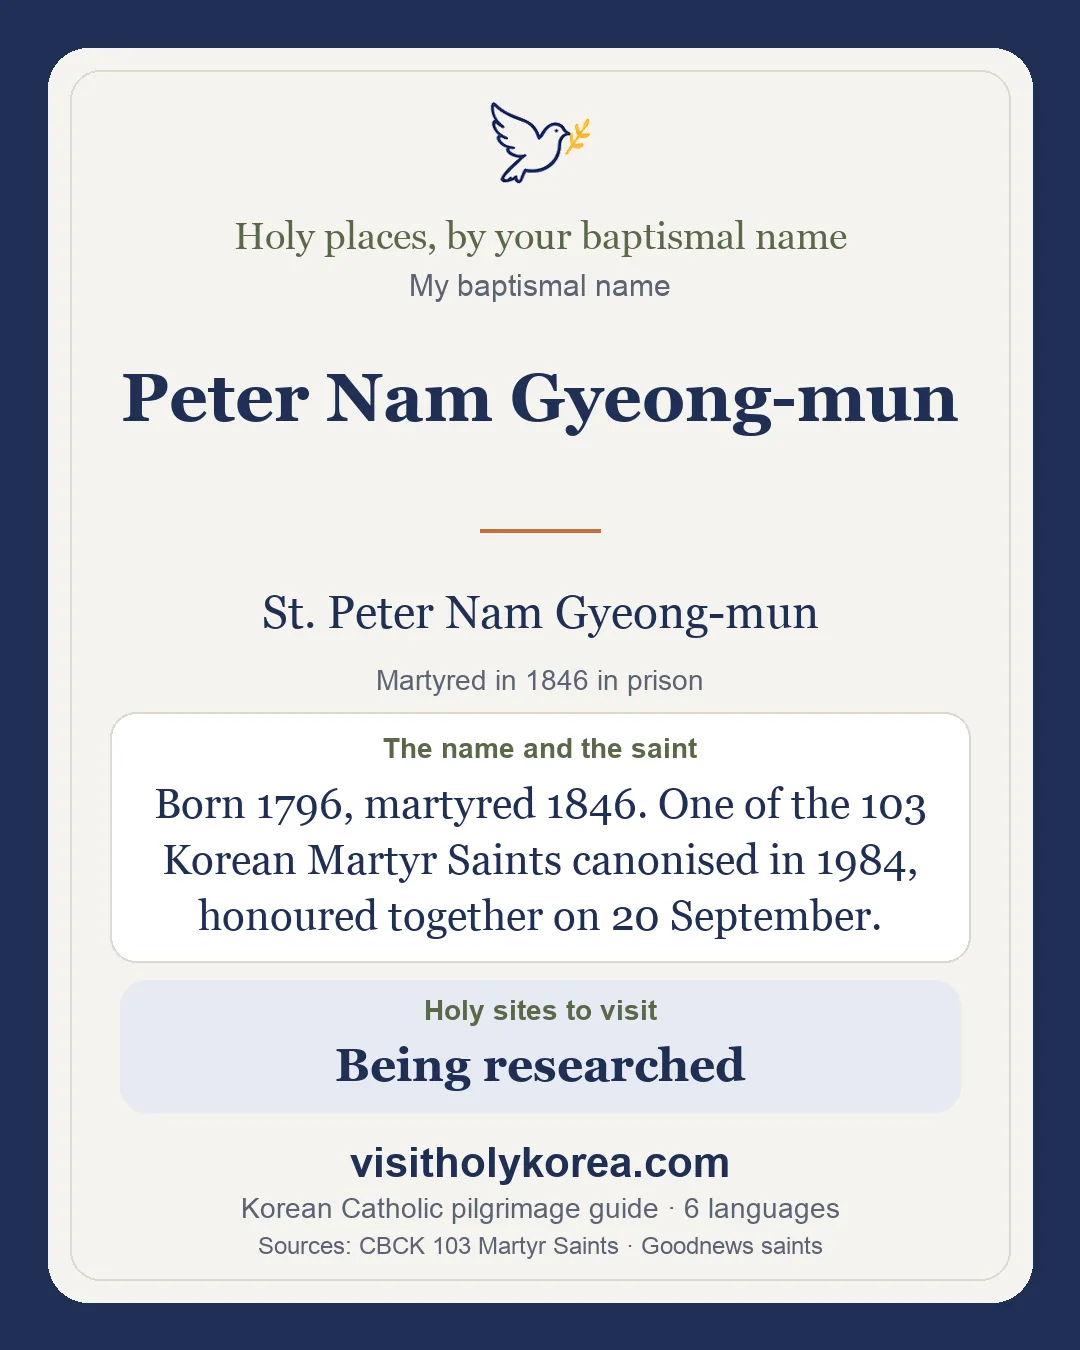 Holy places, by your baptismal name
My baptismal name
Peter Nam Gyeong-mun
St. Peter Nam Gyeong-mun
Martyred in 1846 in prison
The name and the saint
Born 1796, martyred 1846. One of the 103
Korean Martyr Saints canonised in 1984,
honoured together on 20 September.
Holy sites to visit
Being researched
visitholykorea.com
Korean Catholic pilgrimage guide · 6 languages
Sources: CBCK 103 Martyr Saints · Goodnews saints